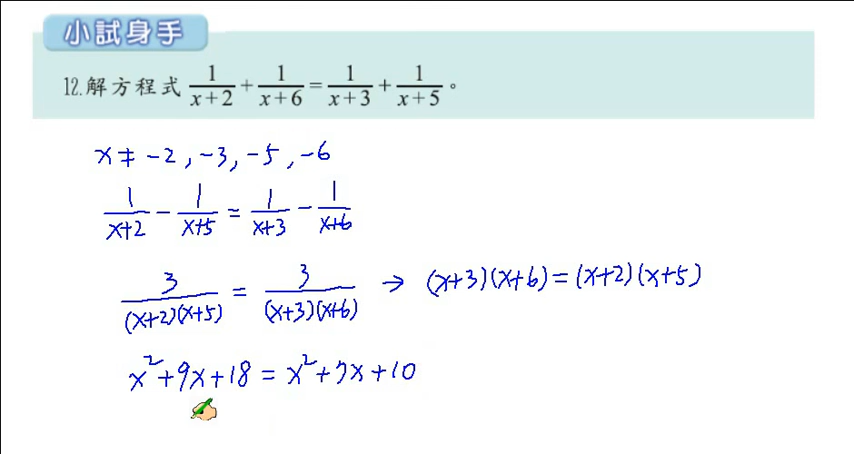 小試身手
12.解方程式 1/(x+2) + 1/(x+6) = 1/(x+3) + 1/(x+5)。
x ≠ -2, -3, -5, -6
1/(x+2) - 1/(x+5) = 1/(x+3) - 1/(x+6)
3/((x+2)(x+5)) = 3/((x+3)(x+6)) → (x+3)(x+6)=(x+2)(x+5)
x²+9x+18 = x²+7x+10